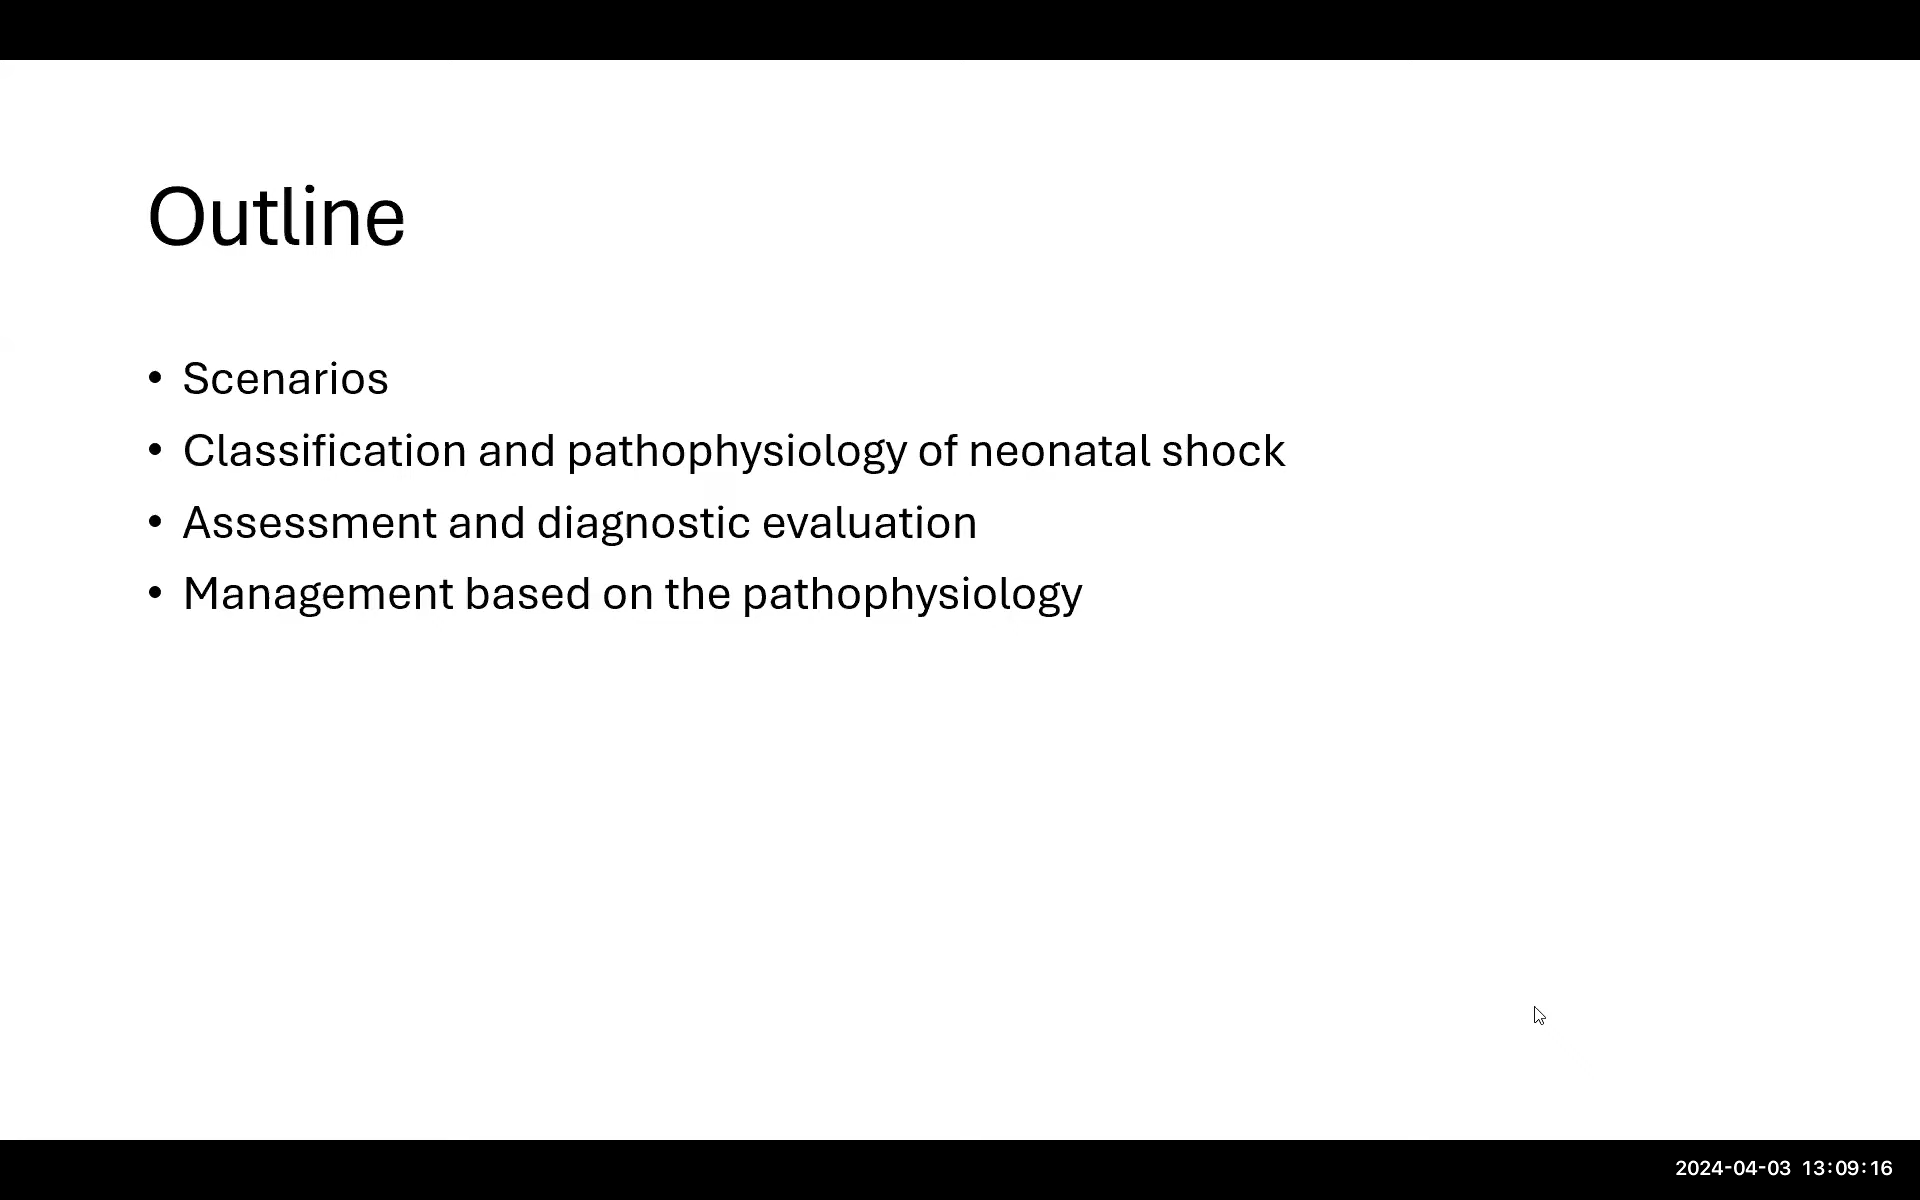 Outline
• Scenarios
• Classification and pathophysiology of neonatal shock
• Assessment and diagnostic evaluation
• Management based on the pathophysiology
2024-04-03 13:09:16